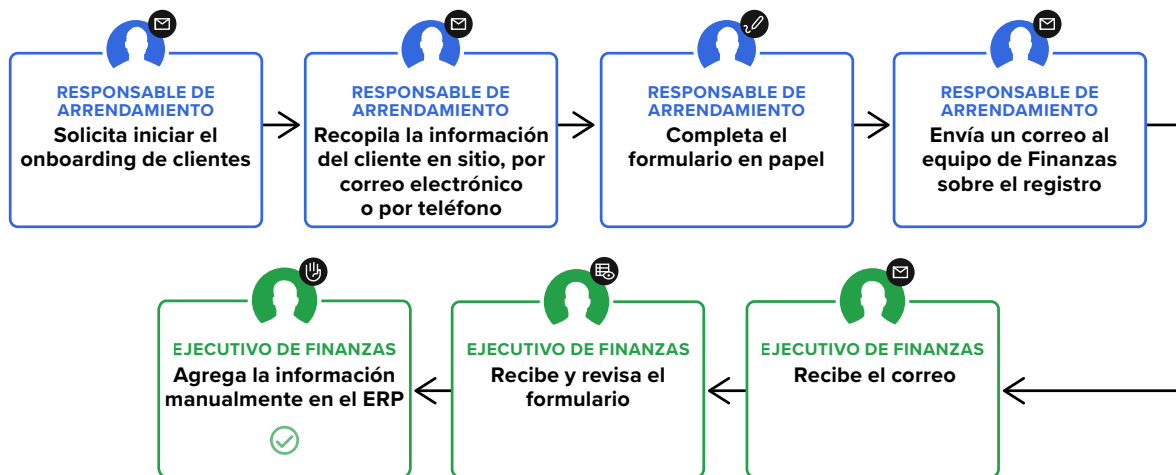 RESPONSABLE DE
ARRENDAMIENTO
Solicita iniciar el
onboarding de clientes
RESPONSABLE DE
ARRENDAMIENTO
Recopila la información
del cliente en sitio, por
correo electrónico
o por teléfono
RESPONSABLE DE
ARRENDAMIENTO
Completa el
formulario en papel
RESPONSABLE DE
ARRENDAMIENTO
Envía un correo al
equipo de Finanzas
sobre el registro
EJECUTIVO DE FINANZAS
Agrega la información
manualmente en el ERP
EJECUTIVO DE FINANZAS
Recibe y revisa el
formulario
EJECUTIVO DE FINANZAS
Recibe el correo